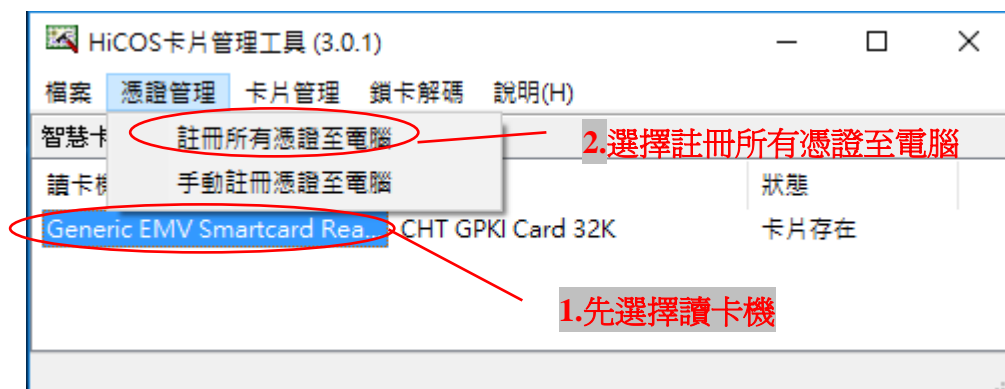 HiCOS卡片管理工具 (3.0.1)
檔案 憑證管理 卡片管理 鎖卡解碼 說明(H)
智慧卡
註冊所有憑證至電腦
2.選擇註冊所有憑證至電腦
讀卡機
手動註冊憑證至電腦
狀態
Generic EMV Smartcard Rea... CHT GPKI Card 32K 卡片存在
1.先選擇讀卡機